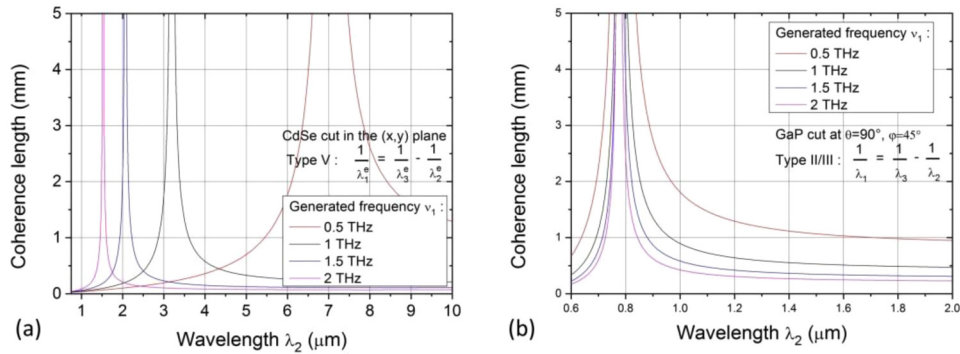 Coherence length (mm)
5
4
3
2
1
0
CdSe cut in the (x,y) plane
Type V : 1/λ₁ᵉ = 1/λ₃ᵉ - 1/λ₂ᵉ
Generated frequency ν₁ :
0.5 THz
1 THz
1.5 THz
2 THz
1 2 3 4 5 6 7 8 9 10
Wavelength λ₂ (μm)
(a)
Coherence length (mm)
5
4
3
2
1
0
Generated frequency ν₁ :
0.5 THz
1 THz
1.5 THz
2 THz
GaP cut at θ=90°, φ=45°
Type II/III : 1/λ₁ = 1/λ₃ - 1/λ₂
0.6 0.8 1.0 1.2 1.4 1.6 1.8 2.0
Wavelength λ₂ (μm)
(b)